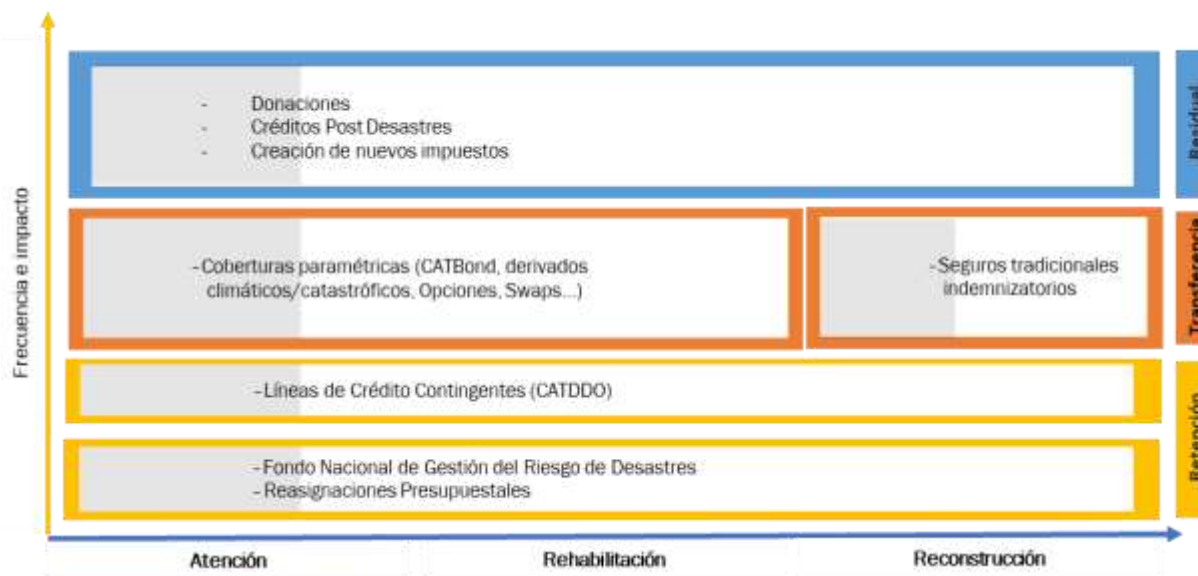 - Donaciones
- Créditos Post Desastres
- Creación de nuevos impuestos
Residual
Frecuencia e impacto
-Coberturas paramétricas (CATBond, derivados
climáticos/catastróficos, Opciones, Swaps...)
-Seguros tradicionales
indemnizatorios
Transferencia
-Líneas de Crédito Contingentes (CATDDO)
-Fondo Nacional de Gestión del Riesgo de Desastres
-Reasignaciones Presupuestales
Retención
Atención
Rehabilitación
Reconstrucción